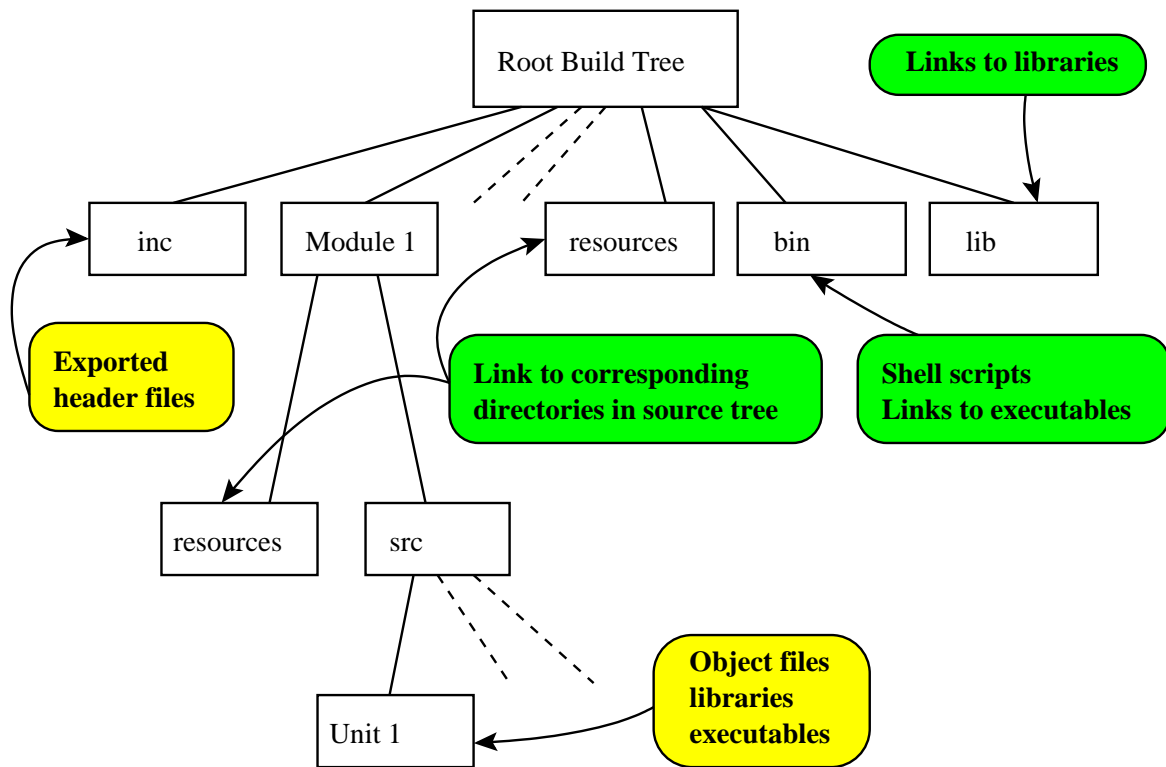 Root Build Tree
Links to libraries
inc
Module 1
resources
bin
lib
Exported
header files
Link to corresponding
directories in source tree
Shell scripts
Links to executables
resources
src
Object files
libraries
executables
Unit 1